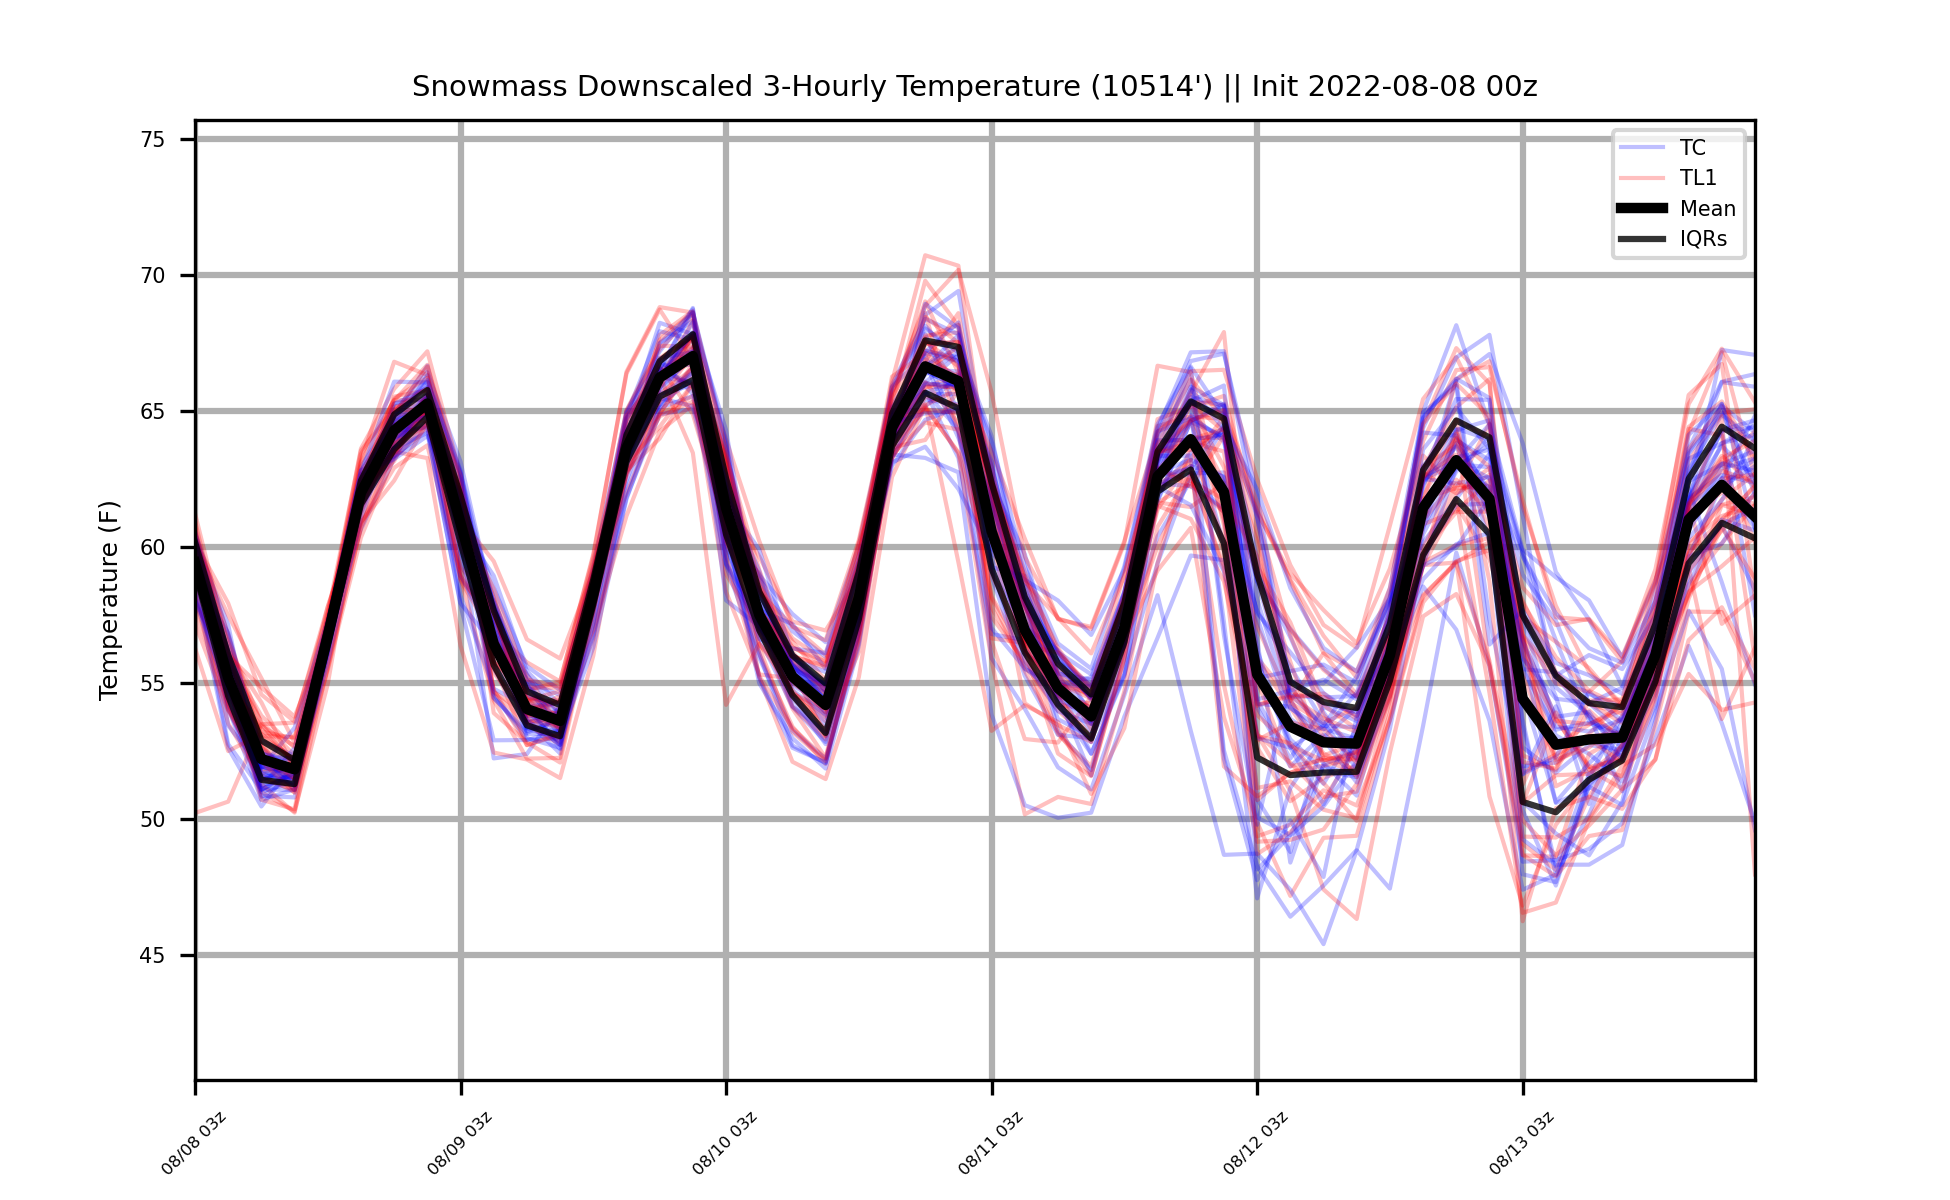 Snowmass Downscaled 3-Hourly Temperature (10514') || Init 2022-08-08 00z
TC
TL1
Mean
IQRs
Temperature (F)
75
70
65
60
55
50
45
08/08 03z
08/09 03z
08/10 03z
08/11 03z
08/12 03z
08/13 03z